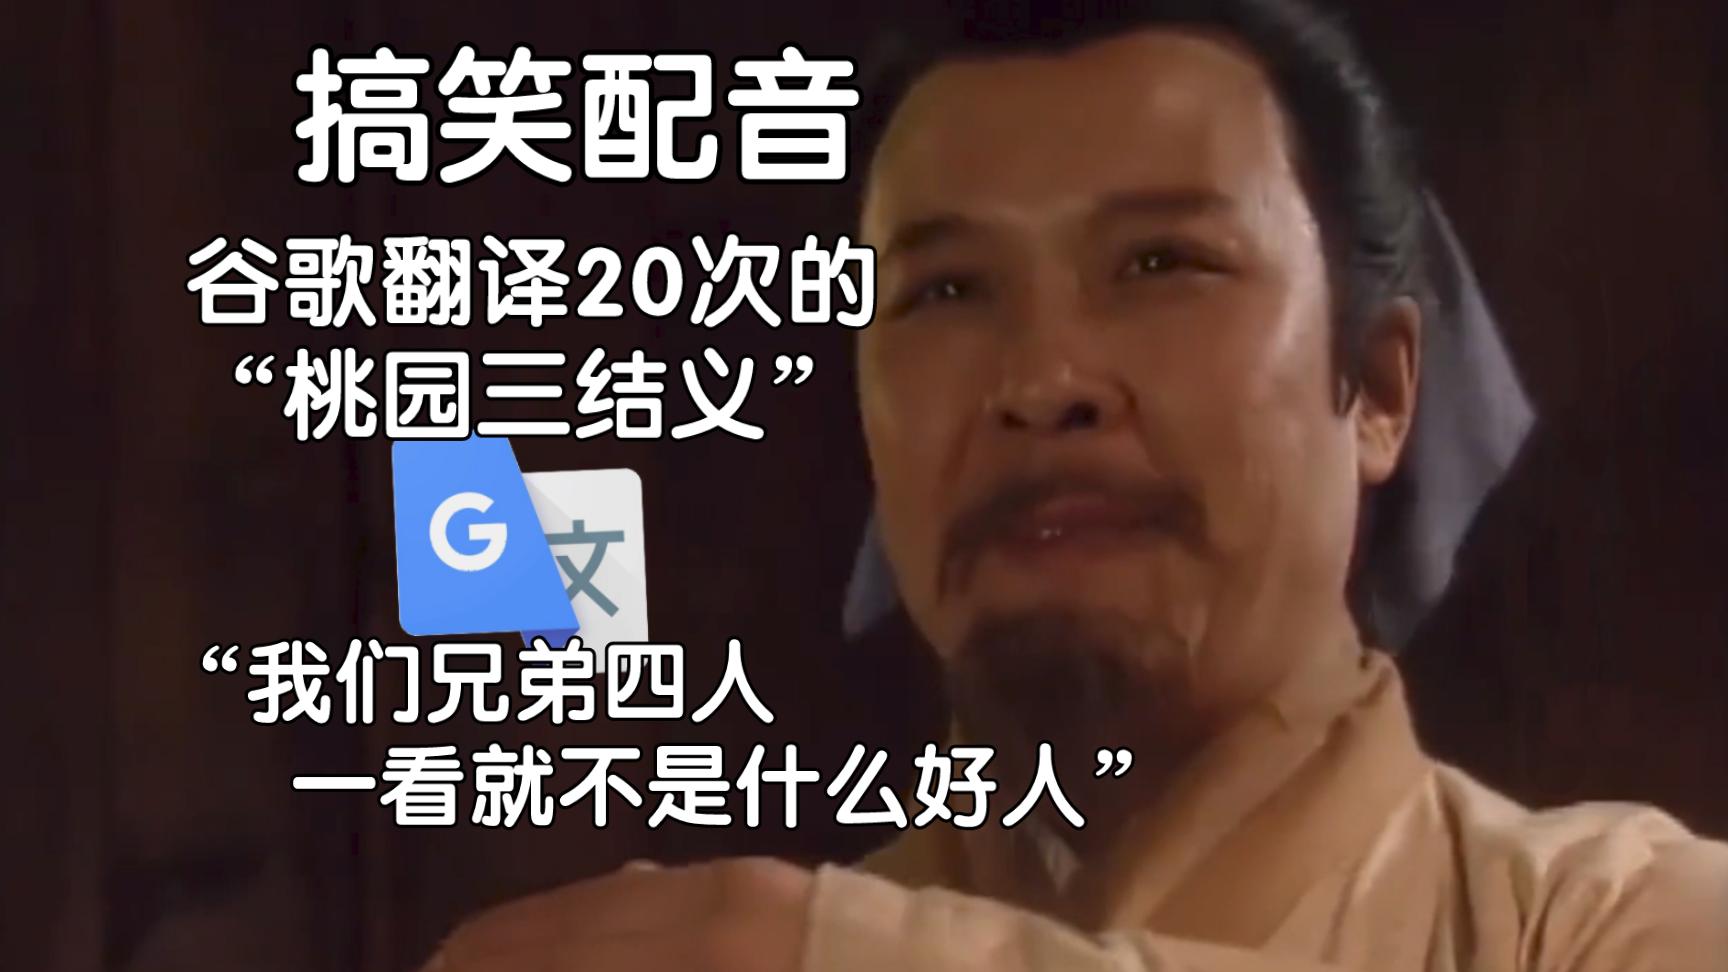 搞笑配音
谷歌翻译20次的
“桃园三结义”
G
文
“我们兄弟四人
一看就不是什么好人”